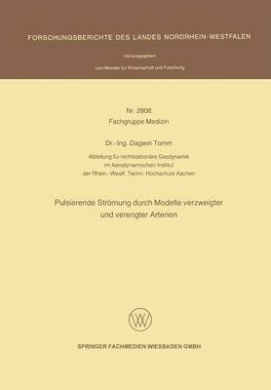 FORSCHUNGSBERICHTE DES LANDES NORDRHEIN-WESTFALEN
Herausgegeben
vom Minister für Wissenschaft und Forschung
Nr. 2806
Fachgruppe Medizin
Dr.-Ing. Dagwin Tomm
Abteilung für nichtstationäre Gasdynamik
im Aerodynamischen Institut
der Rhein.-Westf. Techn. Hochschule Aachen
Pulsierende Strömung durch Modelle verzweigter
und verengter Arterien
SPRINGER FACHMEDIEN WIESBADEN GMBH